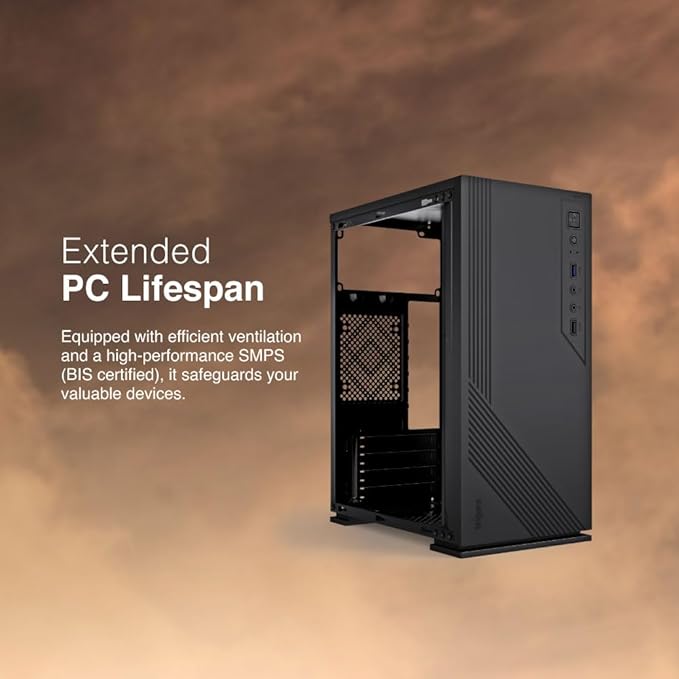 Extended
PC Lifespan
Equipped with efficient ventilation
and a high-performance SMPS
(BIS certified), it safeguards your
valuable devices.